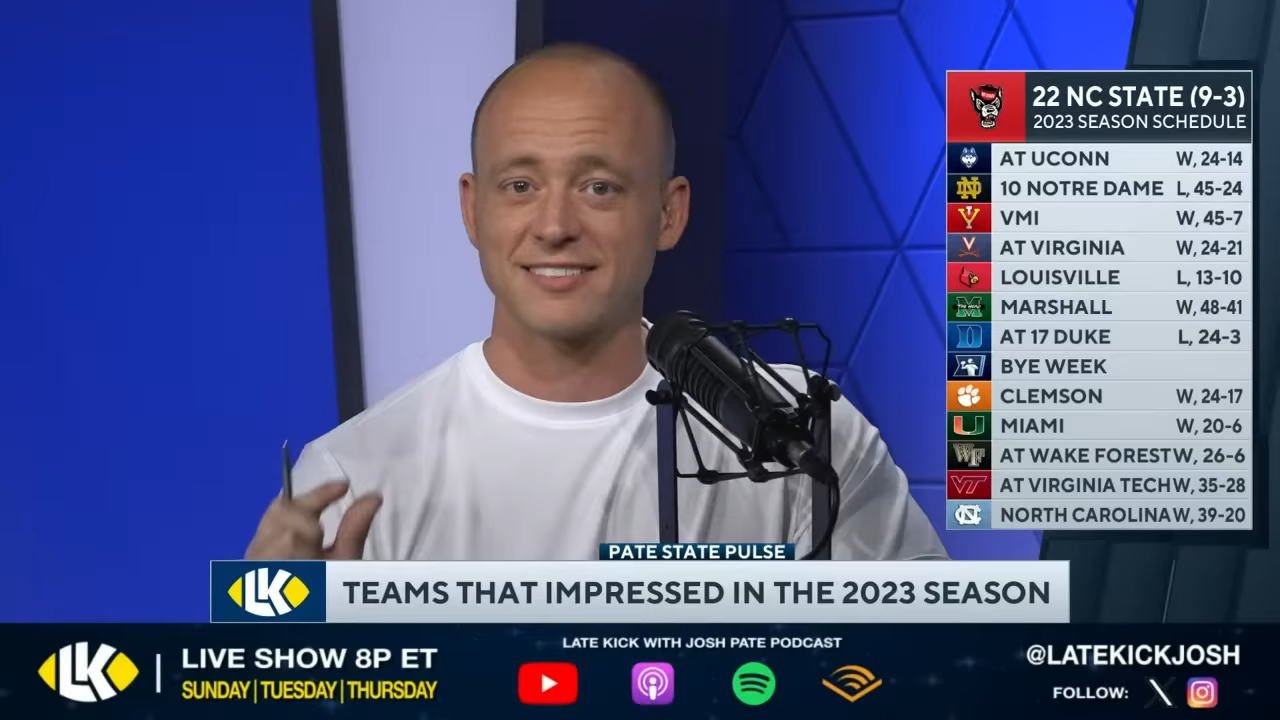 22 NC STATE (9-3)
2023 SEASON SCHEDULE
AT UCONN W, 24-14
10 NOTRE DAME L, 45-24
VMI W, 45-7
AT VIRGINIA W, 24-21
LOUISVILLE L, 13-10
MARSHALL W, 48-41
AT 17 DUKE L, 24-3
BYE WEEK
CLEMSON W, 24-17
MIAMI W, 20-6
AT WAKE FOREST W, 26-6
AT VIRGINIA TECH W, 35-28
NORTH CAROLINA W, 39-20
PATE STATE PULSE
LK TEAMS THAT IMPRESSED IN THE 2023 SEASON
LATE KICK WITH JOSH PATE PODCAST
LK | LIVE SHOW 8P ET
SUNDAY | TUESDAY | THURSDAY
@LATEKICKJOSH
FOLLOW: